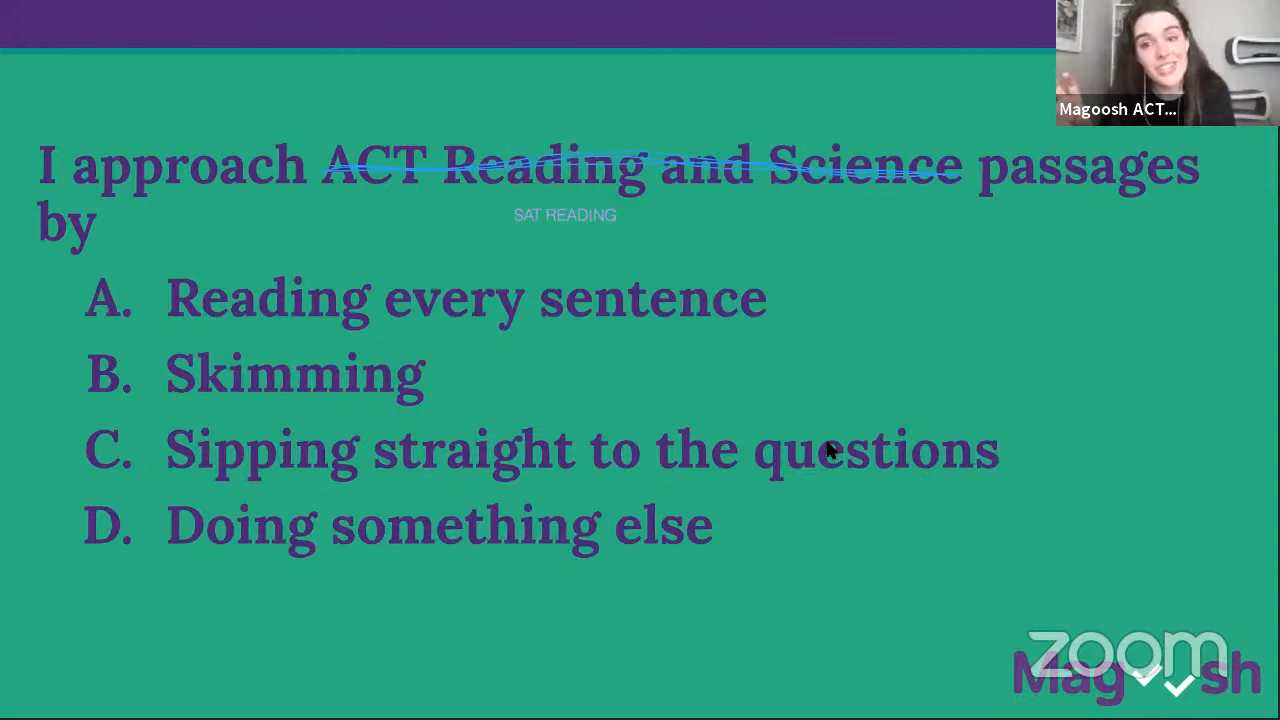 Magoosh ACT...
I approach ACT Reading and Science passages
SAT READING
by
A. Reading every sentence
B. Skimming
C. Sipping straight to the questions
D. Doing something else
zoom
Magoosh